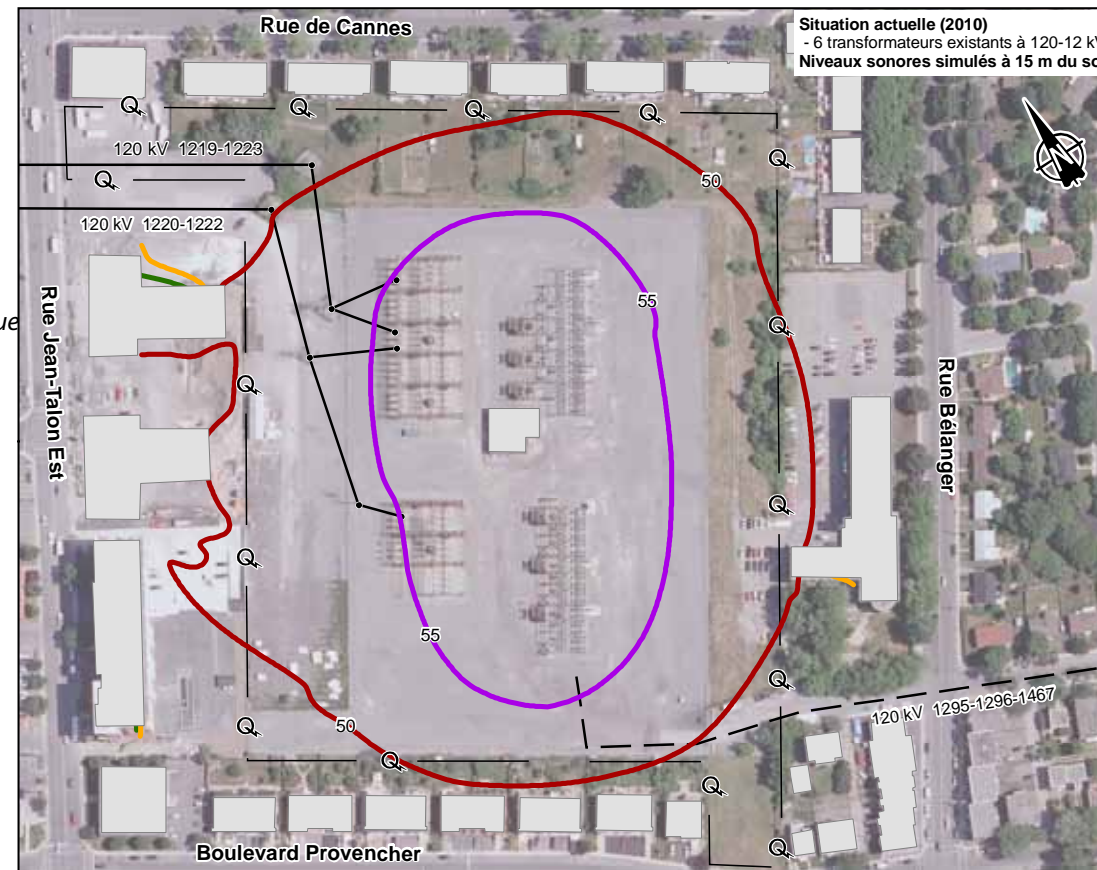 Rue de Cannes
Situation actuelle (2010)
- 6 transformateurs existants à 120-12 k
Niveaux sonores simulés à 15 m du so
120 kV 1219-1223
50
120 kV 1220-1222
Rue Jean-Talon Est
55
Rue Bélanger
55
50
120 kV 1295-1296-1467
Boulevard Provencher